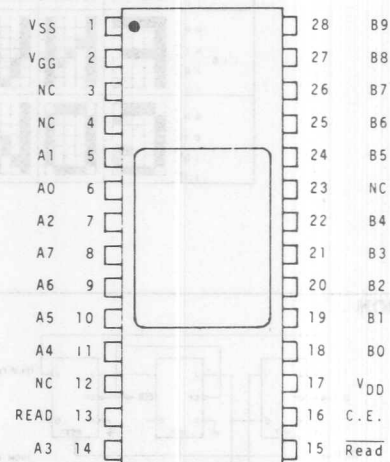 VSS 1 28 B9
VGG 2 27 B8
NC 3 26 B7
NC 4 25 B6
A1 5 24 B5
A0 6 23 NC
A2 7 22 B4
A7 8 21 B3
A6 9 20 B2
A5 10 19 B1
A4 11 18 B0
NC 12 17 VDD
READ 13 16 C.E.
A3 14 15 Read